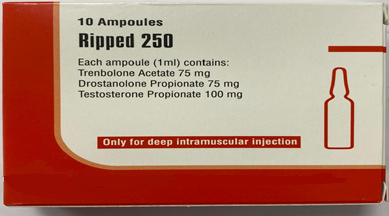 10 Ampoules
Ripped 250
Each ampoule (1ml) contains:
Trenbolone Acetate 75 mg
Drostanolone Propionate 75 mg
Testosterone Propionate 100 mg
Only for deep intramuscular injection